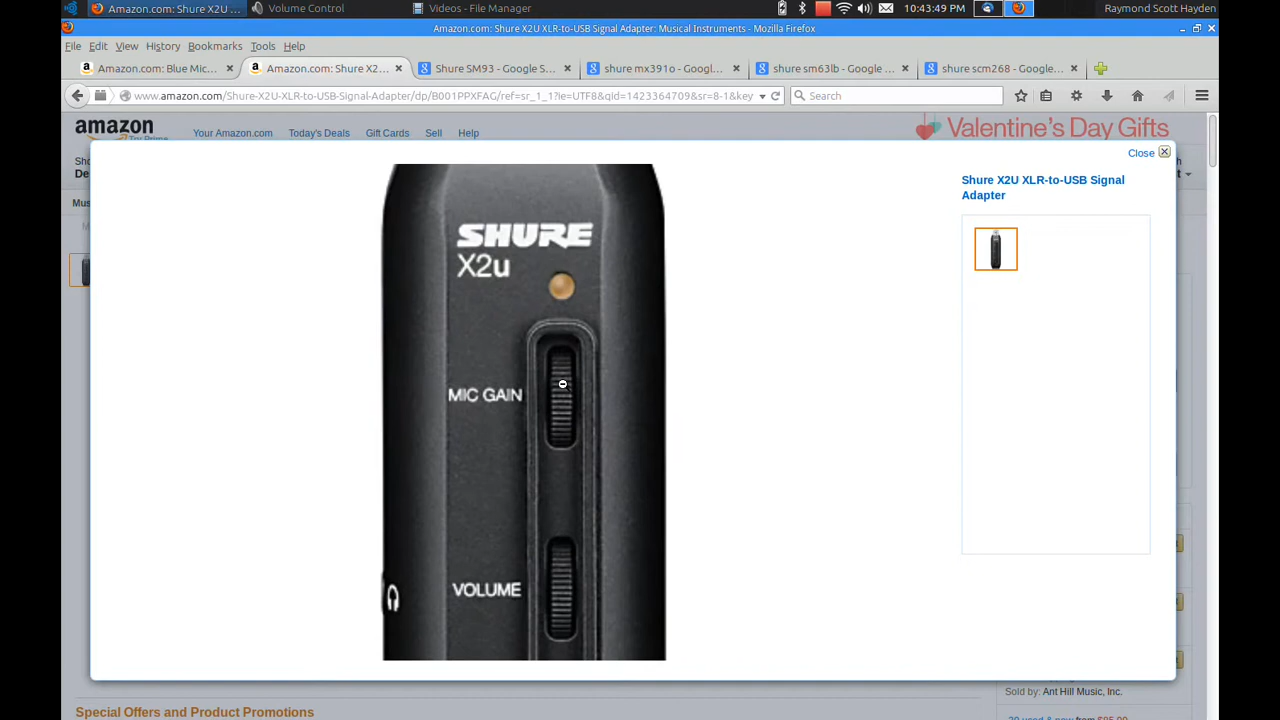 Amazon.com: Shure X2U ...
Volume Control
Videos - File Manager
10:43:49 PM
Raymond Scott Hayden
Amazon.com: Shure X2U XLR-to-USB Signal Adapter: Musical Instruments - Mozilla Firefox
File Edit View History Bookmarks Tools Help
Amazon.com: Blue Mic...
Amazon.com: Shure X2...
Shure SM93 - Google S...
shure mx391o - Googl...
shure sm63lb - Google ...
shure scm268 - Google...
www.amazon.com/Shure-X2U-XLR-to-USB-Signal-Adapter/dp/B001PPXFAG/ref=sr_1_1?ie=UTF8&qid=1423364709&sr=8-1&key
Search
amazon
Your Amazon.com Today's Deals Gift Cards Sell Help
Valentine's Day Gifts
Close
Shure X2U XLR-to-USB Signal
Adapter
SHURE
X2u
MIC GAIN
VOLUME
Sold by: Ant Hill Music, Inc.
Special Offers and Product Promotions